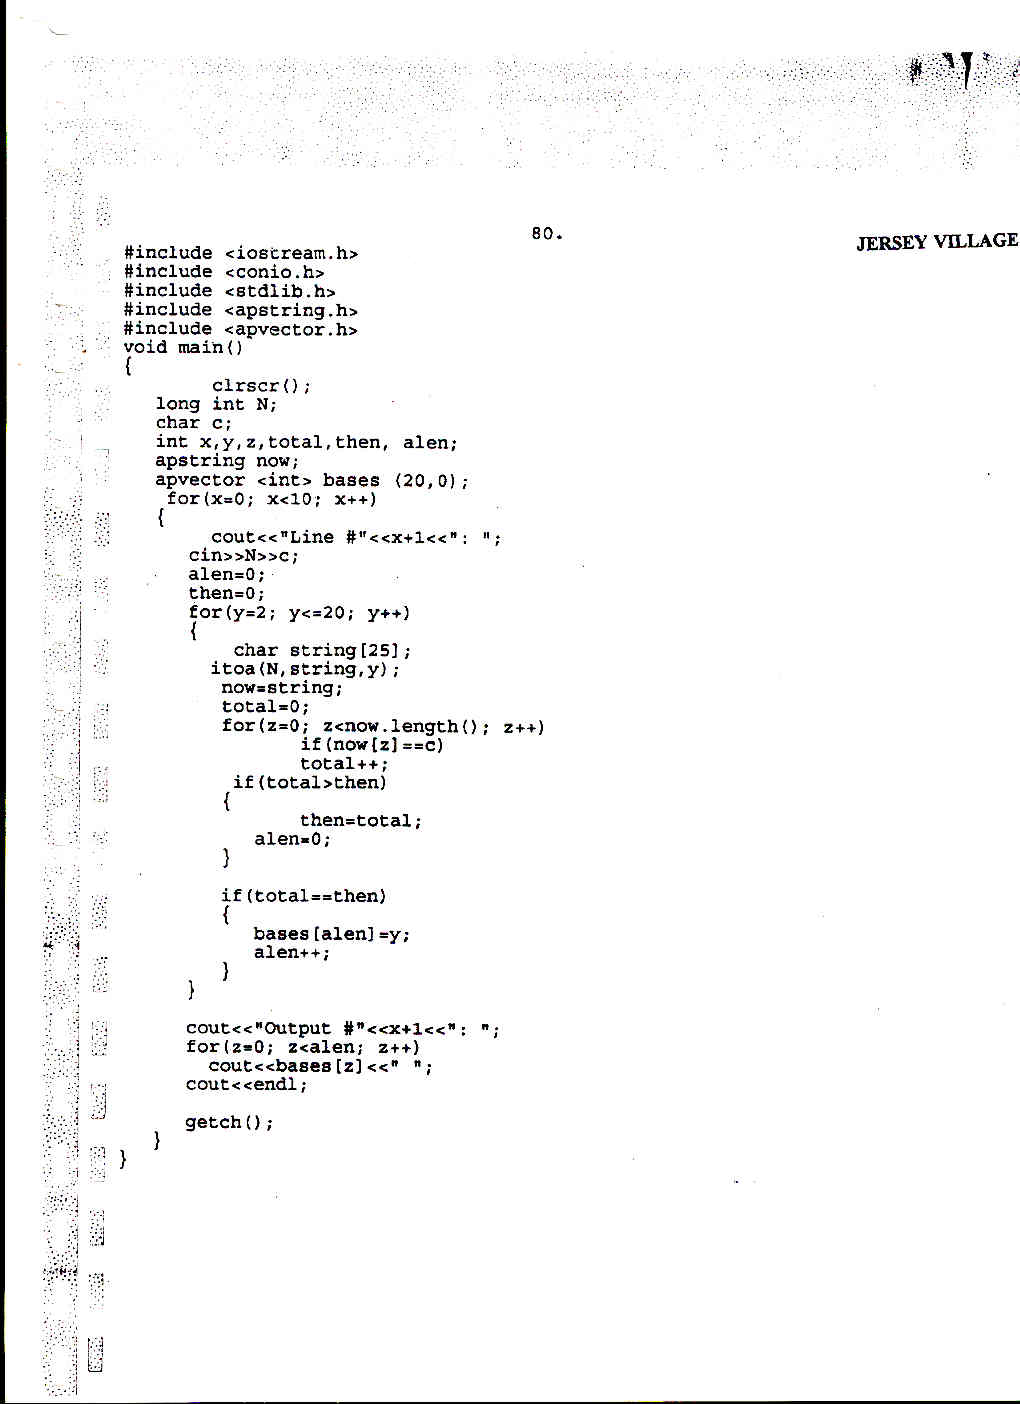 80.
JERSEY VILLAGE
#include <iostream.h>
#include <conio.h>
#include <stdlib.h>
#include <apstring.h>
#include <apvector.h>
void main()
{
clrscr();
long int N;
char c;
int x,y,z,total,then, alen;
apstring now;
apvector <int> bases (20,0);
for(x=0; x<10; x++)
{
cout<<"Line #"<<x+1<<": ";
cin>>N>>c;
alen=0;
then=0;
for(y=2; y<=20; y++)
{
char string[25];
itoa(N,string,y);
now=string;
total=0;
for(z=0; z<now.length(); z++)
if(now[z]==c)
total++;
if(total>then)
{
then=total;
alen=0;
}
if(total==then)
{
bases[alen]=y;
alen++;
}
}
cout<<"Output #"<<x+1<<": ";
for(z=0; z<alen; z++)
cout<<bases[z]<<" ";
cout<<endl;
getch();
}
}